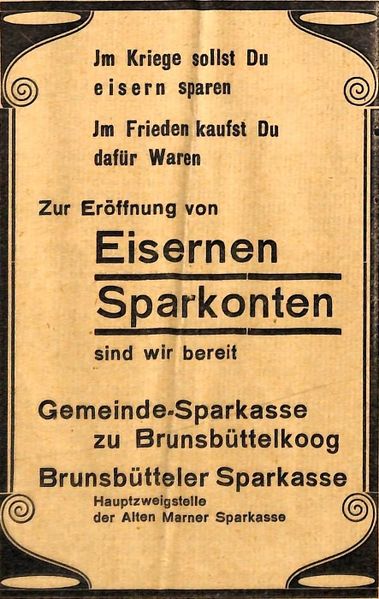 Jm Kriege sollst Du
eisern sparen
Jm Frieden kaufst Du
dafür Waren
Zur Eröffnung von
Eisernen
Sparkonten
sind wir bereit
Gemeinde-Sparkasse
zu Brunsbüttelkoog
Brunsbütteler Sparkasse
Hauptzweigstelle
der Alten Marner Sparkasse